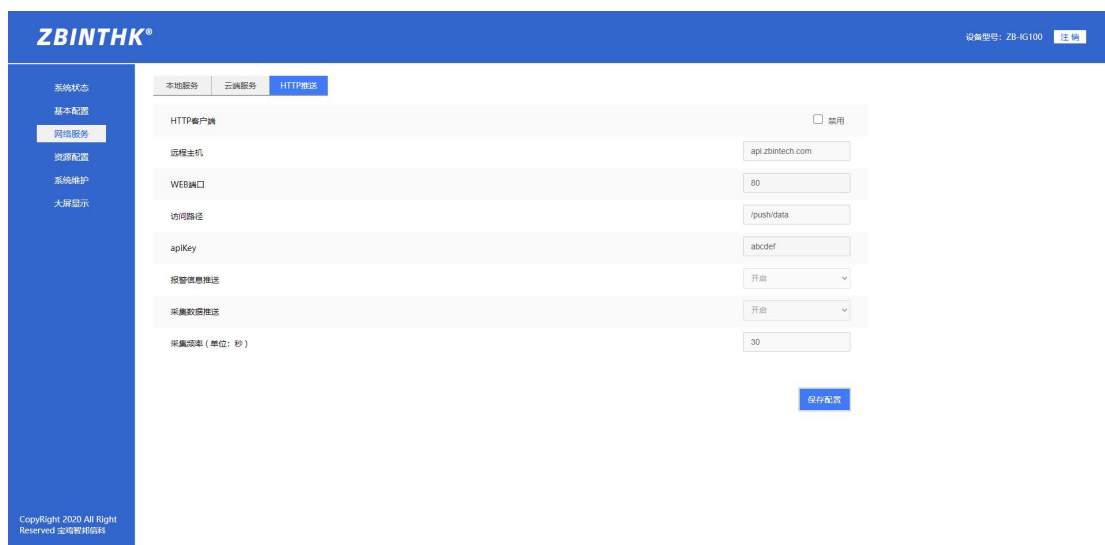 ZBINTHK®
设备型号: ZB-IG100 注 销
系统状态
基本配置
网络服务
资源配置
系统维护
大屏显示
本地服务 云端服务 HTTP推送
HTTP客户端 禁用
远程主机 api.zbintech.com
WEB端口 80
访问路径 /push/data
apiKey abcdef
报警信息推送 开启
采集数据推送 开启
采集频率 ( 单位: 秒 ) 30
保存配置
CopyRight 2020 All Right
Reserved 宝鸡智邦信科